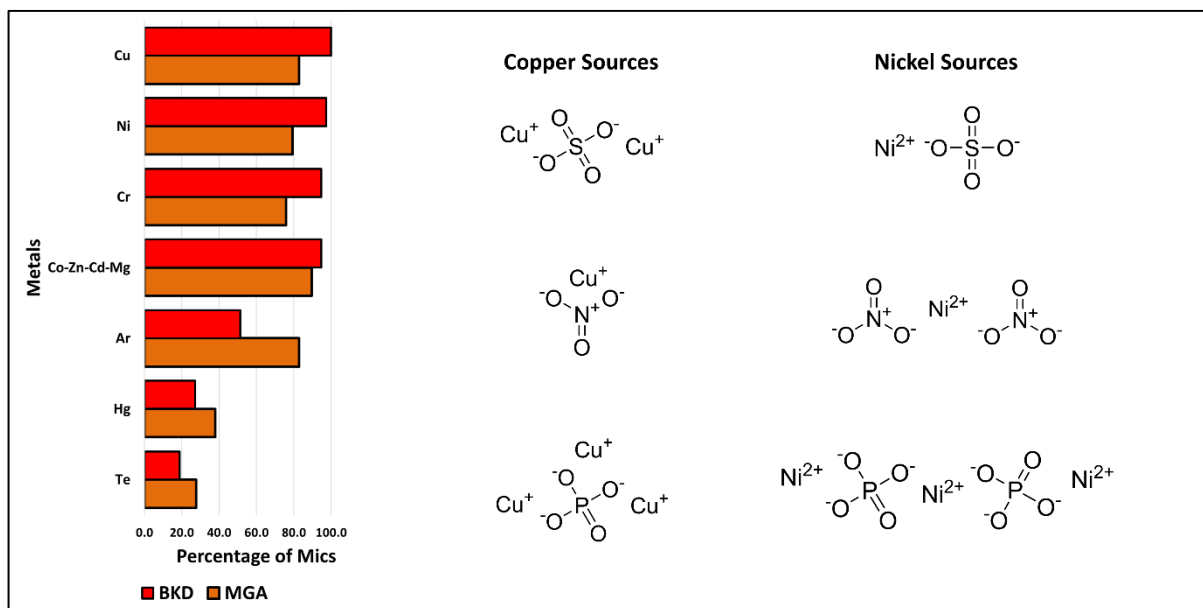 Cu
Ni
Cr
Co-Zn-Cd-Mg
Ar
Hg
Te
Metals
0.0 20.0 40.0 60.0 80.0 100.0
Percentage of Mics
BKD MGA
Copper Sources
Cu⁺ O S O O⁻ ⁻O Cu⁺
Cu⁺
⁻O N⁺ O⁻
O
Cu⁺
O⁻ P O⁻
Cu⁺ ⁻O O Cu⁺
Nickel Sources
O
Ni²⁺ ⁻O S O⁻
O
O Ni²⁺ O
⁻O N⁺ O⁻ ⁻O N⁺ O⁻
Ni²⁺ ⁻O P O⁻ ⁻O O Ni²⁺ ⁻O P O O⁻ ⁻O Ni²⁺